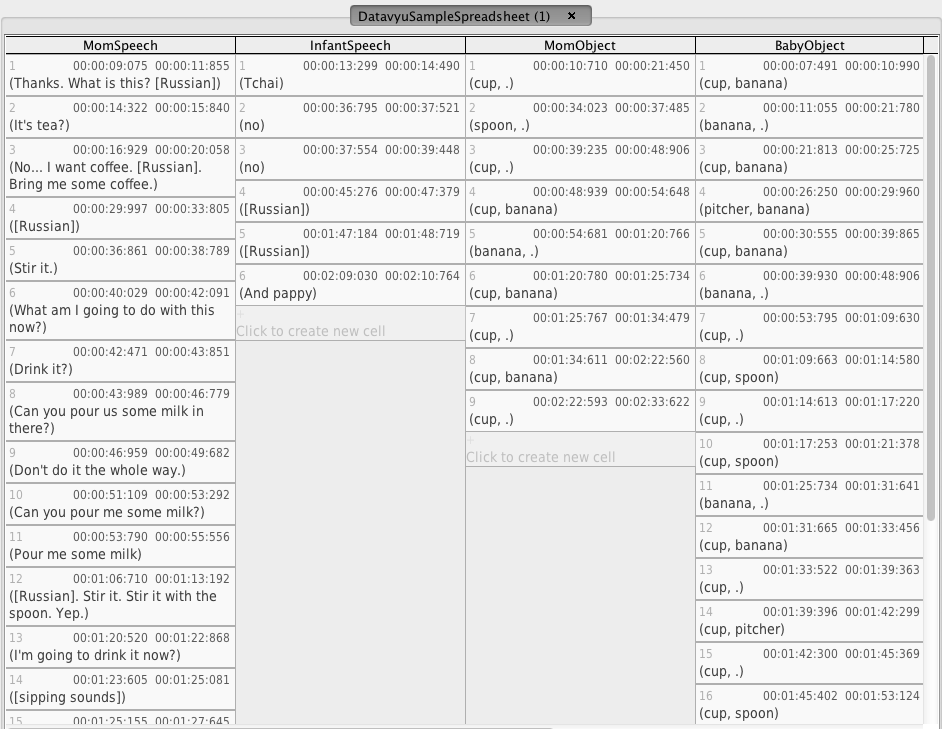 DatavyuSampleSpreadsheet (1) ×
MomSpeech
1 00:00:09:075 00:00:11:855
(Thanks. What is this? [Russian])
2 00:00:14:322 00:00:15:840
(It's tea?)
3 00:00:16:929 00:00:20:058
(No... I want coffee. [Russian].
Bring me some coffee.)
4 00:00:29:997 00:00:33:805
([Russian])
5 00:00:36:861 00:00:38:789
(Stir it.)
6 00:00:40:029 00:00:42:091
(What am I going to do with this
now?)
7 00:00:42:471 00:00:43:851
(Drink it?)
8 00:00:43:989 00:00:46:779
(Can you pour us some milk in
there?)
9 00:00:46:959 00:00:49:682
(Don't do it the whole way.)
10 00:00:51:109 00:00:53:292
(Can you pour me some milk?)
11 00:00:53:790 00:00:55:556
(Pour me some milk)
12 00:01:06:710 00:01:13:192
([Russian]. Stir it. Stir it with the
spoon. Yep.)
13 00:01:20:520 00:01:22:868
(I'm going to drink it now?)
14 00:01:23:605 00:01:25:081
([sipping sounds])
15 00:01:25:155 00:01:27:645
InfantSpeech
1 00:00:13:299 00:00:14:490
(Tchai)
2 00:00:36:795 00:00:37:521
(no)
3 00:00:37:554 00:00:39:448
(no)
4 00:00:45:276 00:00:47:379
([Russian])
5 00:01:47:184 00:01:48:719
([Russian])
6 00:02:09:030 00:02:10:764
(And pappy)
+
Click to create new cell
MomObject
1 00:00:10:710 00:00:21:450
(cup, .)
2 00:00:34:023 00:00:37:485
(spoon, .)
3 00:00:39:235 00:00:48:906
(cup, .)
4 00:00:48:939 00:00:54:648
(cup, banana)
5 00:00:54:681 00:01:20:766
(banana, .)
6 00:01:20:780 00:01:25:734
(cup, banana)
7 00:01:25:767 00:01:34:479
(cup, .)
8 00:01:34:611 00:02:22:560
(cup, banana)
9 00:02:22:593 00:02:33:622
(cup, .)
+
Click to create new cell
BabyObject
1 00:00:07:491 00:00:10:990
(cup, banana)
2 00:00:11:055 00:00:21:780
(banana, .)
3 00:00:21:813 00:00:25:725
(cup, banana)
4 00:00:26:250 00:00:29:960
(pitcher, banana)
5 00:00:30:555 00:00:39:865
(cup, banana)
6 00:00:39:930 00:00:48:906
(banana, .)
7 00:00:53:795 00:01:09:630
(cup, .)
8 00:01:09:663 00:01:14:580
(cup, spoon)
9 00:01:14:613 00:01:17:220
(cup, .)
10 00:01:17:253 00:01:21:378
(cup, spoon)
11 00:01:25:734 00:01:31:641
(banana, .)
12 00:01:31:665 00:01:33:456
(cup, banana)
13 00:01:33:522 00:01:39:363
(cup, .)
14 00:01:39:396 00:01:42:299
(cup, pitcher)
15 00:01:42:300 00:01:45:369
(cup, .)
16 00:01:45:402 00:01:53:124
(cup, spoon)